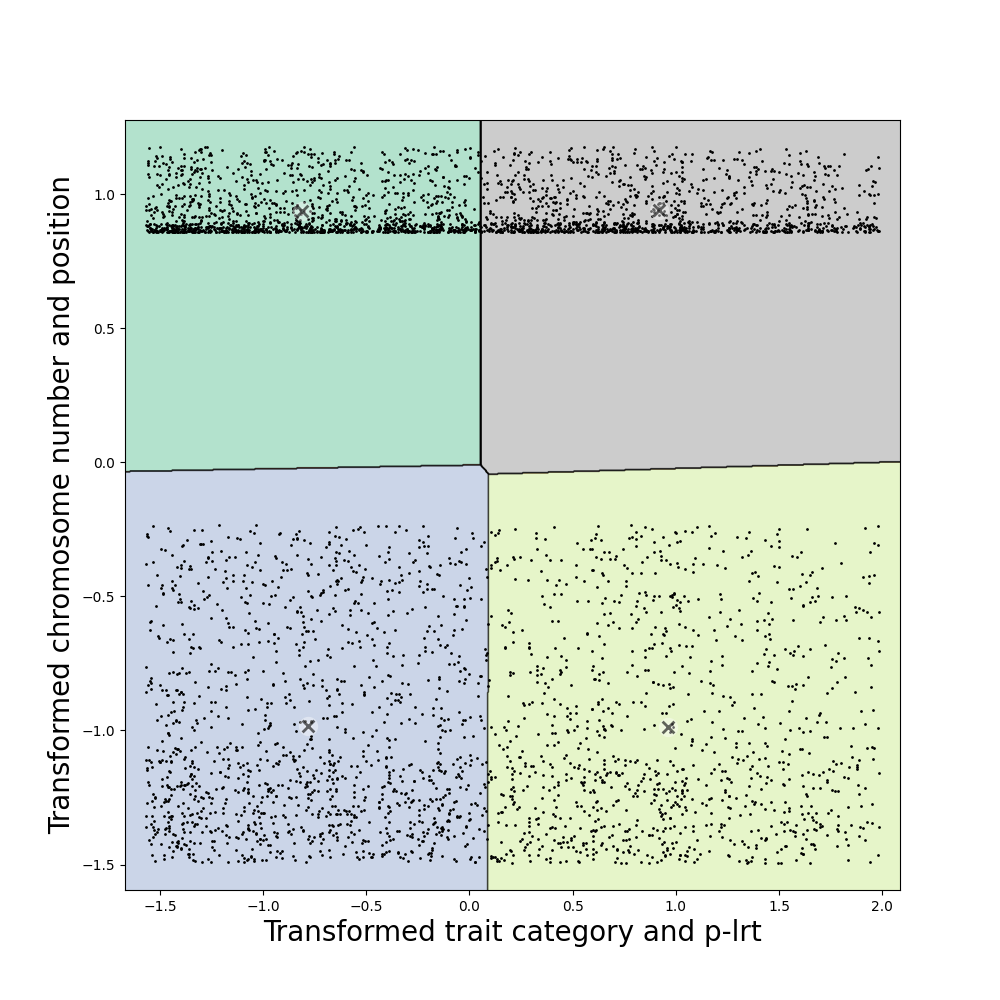 Transformed chromosome number and position
1.0
0.5
0.0
−0.5
−1.0
−1.5
−1.5 −1.0 −0.5 0.0 0.5 1.0 1.5 2.0
Transformed trait category and p-lrt